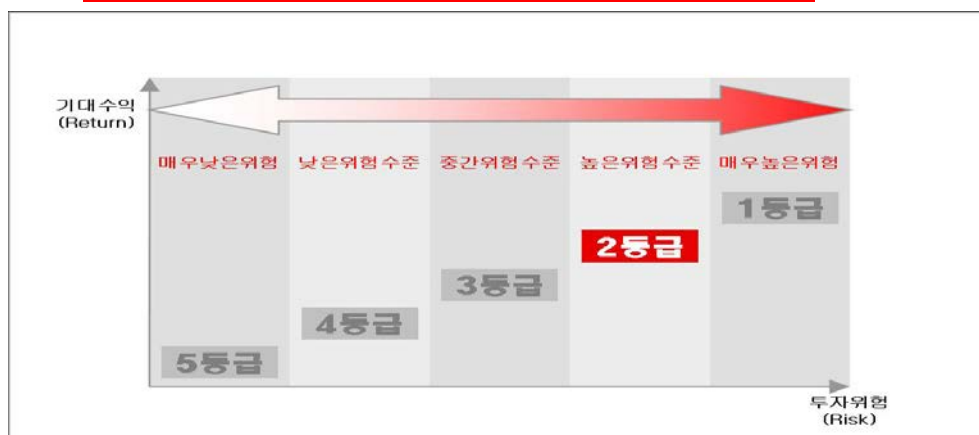 기대수익
(Return)
매우낮은위험 낮은위험수준 중간위험수준 높은위험수준 매우높은위험
1등급
2등급
3등급
4등급
5등급
투자위험
(Risk)